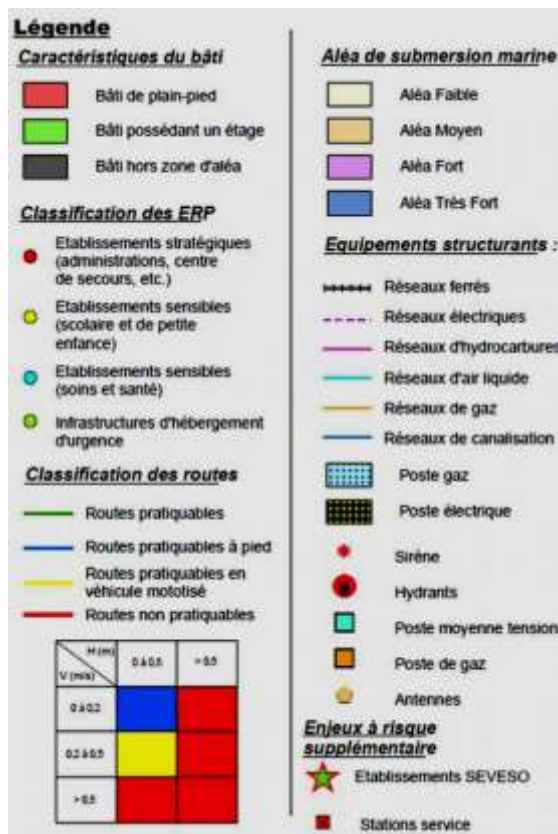 Légende
Caractéristiques du bâti
Bâti de plain-pied
Bâti possédant un étage
Bâti hors zone d'aléa
Classification des ERP
Etablissements stratégiques
(administrations, centre
de secours, etc.)
Etablissements sensibles
(scolaire et de petite
enfance)
Etablissements sensibles
(soins et santé)
Infrastructures d'hébergement
d'urgence
Classification des routes
Routes pratiquables
Routes pratiquables à pied
Routes pratiquables en
véhicule mototisé
Routes non pratiquables
H (m)
V (m/s)
0 à 0,5
> 0,5
0 à 0,2
0,2 à 0,5
> 0,5
Aléa de submersion marine
Aléa Faible
Aléa Moyen
Aléa Fort
Aléa Très Fort
Equipements structurants :
Réseaux ferrés
Réseaux électriques
Réseaux d'hydrocarbures
Réseaux d'air liquide
Réseaux de gaz
Réseaux de canalisation
Poste gaz
Poste électrique
Sirène
Hydrants
Poste moyenne tension
Poste de gaz
Antennes
Enjeux à risque
supplémentaire
Etablissements SEVESO
Stations service